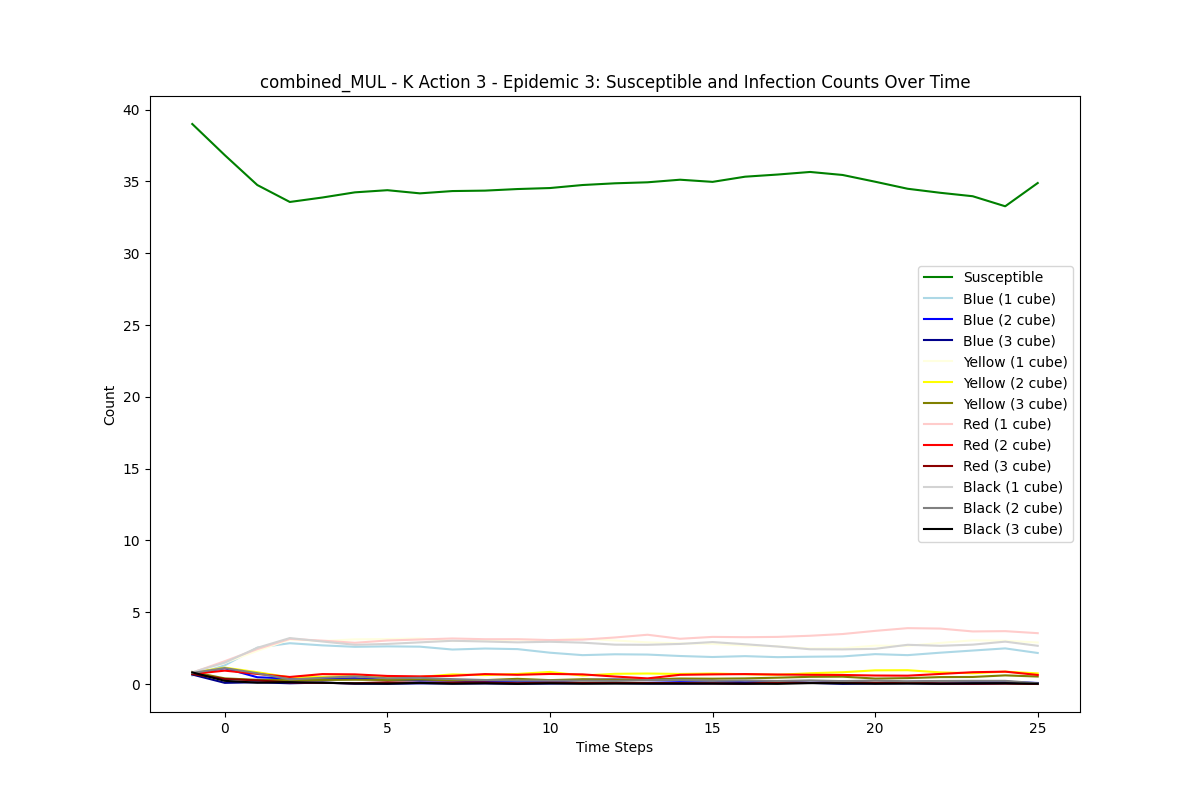 combined_MUL - K Action 3 - Epidemic 3: Susceptible and Infection Counts Over Time
40
35
30
25
20
15
10
5
0
Count
Susceptible
Blue (1 cube)
Blue (2 cube)
Blue (3 cube)
Yellow (1 cube)
Yellow (2 cube)
Yellow (3 cube)
Red (1 cube)
Red (2 cube)
Red (3 cube)
Black (1 cube)
Black (2 cube)
Black (3 cube)
0 5 10 15 20 25
Time Steps